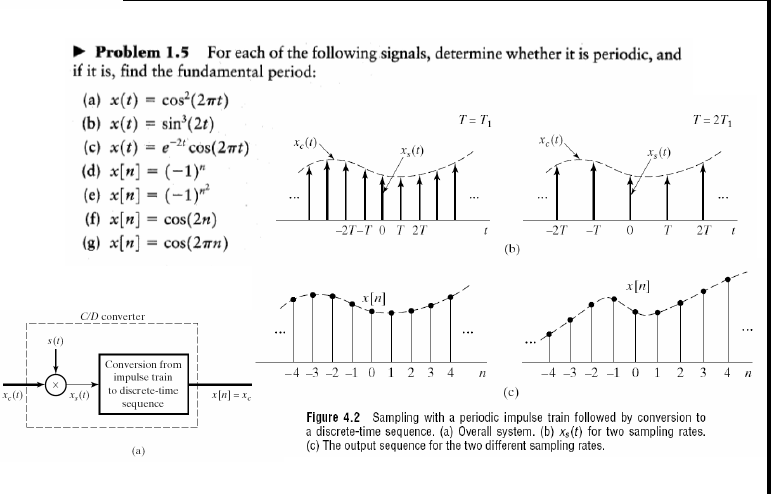 ▶ Problem 1.5 For each of the following signals, determine whether it is periodic, and
if it is, find the fundamental period:
(a) x(t) = cos²(2πt)
(b) x(t) = sin³(2t)
(c) x(t) = e⁻²ᵗ cos(2πt)
(d) x[n] = (−1)ⁿ
(e) x[n] = (−1)ⁿ²
(f) x[n] = cos(2n)
(g) x[n] = cos(2πn)
T = T₁
x_c(t)
x_s(t)
...
...
−2T −T 0 T 2T t
T = 2T₁
x_c(t)
x_s(t)
...
...
−2T −T 0 T 2T t
(b)
x[n]
...
...
−4 −3 −2 −1 0 1 2 3 4 n
x[n]
...
...
−4 −3 −2 −1 0 1 2 3 4 n
(c)
C/D converter
s(t)
×
x_c(t)
x_s(t)
Conversion from
impulse train
to discrete-time
sequence
x[n] = x_c
(a)
Figure 4.2 Sampling with a periodic impulse train followed by conversion to
a discrete-time sequence. (a) Overall system. (b) x_s(t) for two sampling rates.
(c) The output sequence for the two different sampling rates.